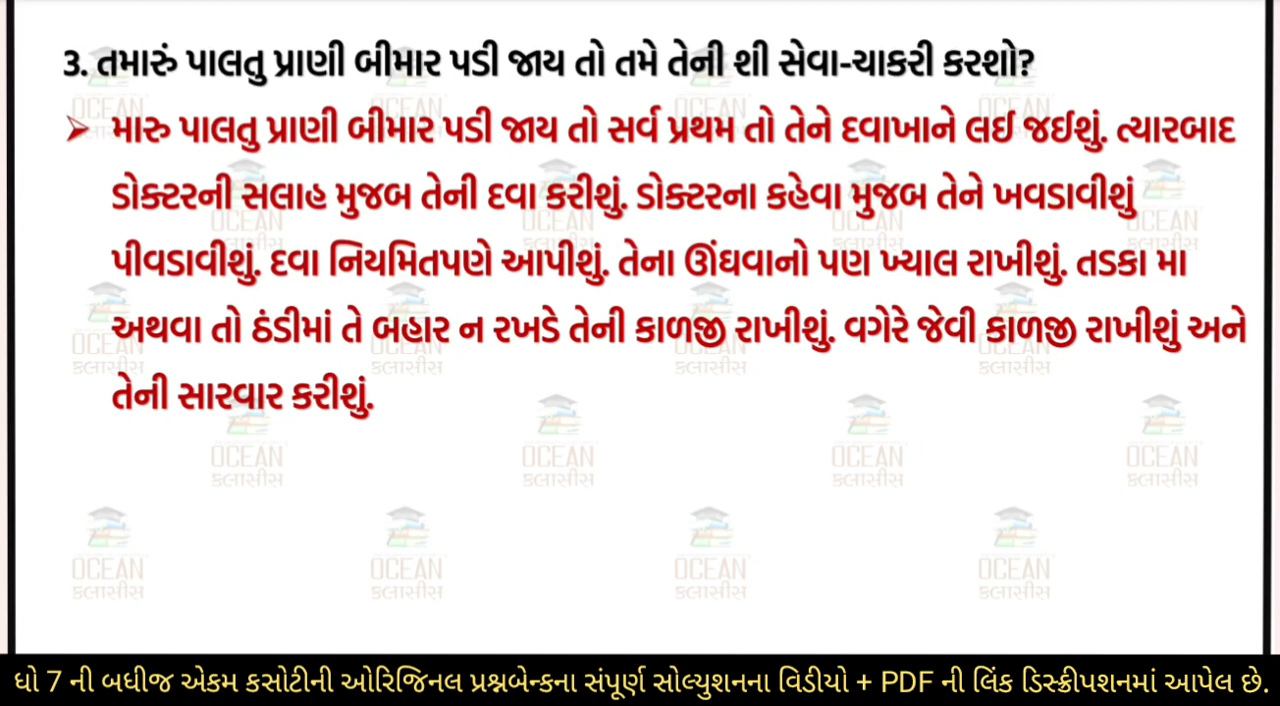 3. તમારું પાલતુ પ્રાણી બીમાર પડી જાય તો તમે તેની શી સેવા-ચાકરી કરશો?
➤ મારુ પાલતુ પ્રાણી બીમાર પડી જાય તો સર્વ પ્રથમ તો તેને દવાખાને લઈ જઈશું. ત્યારબાદ
ડોક્ટરની સલાહ મુજબ તેની દવા કરીશું. ડોક્ટરના કહેવા મુજબ તેને ખવડાવીશું
પીવડાવીશું. દવા નિયમિતપણે આપીશું. તેના ઊંઘવાનો પણ ખ્યાલ રાખીશું. તડકા મા
અથવા તો ઠંડીમાં તે બહાર ન રખડે તેની કાળજી રાખીશું. વગેરે જેવી કાળજી રાખીશું અને
તેની સારવાર કરીશું.
OCEAN
ક્લાસીસ
ધો 7 ની બધીજ એકમ કસોટીની ઓરિજિનલ પ્રશ્નબેન્કના સંપૂર્ણ સોલ્યુશનના વિડીયો + PDF ની લિંક ડિસ્ક્રીપશનમાં આપેલ છે.